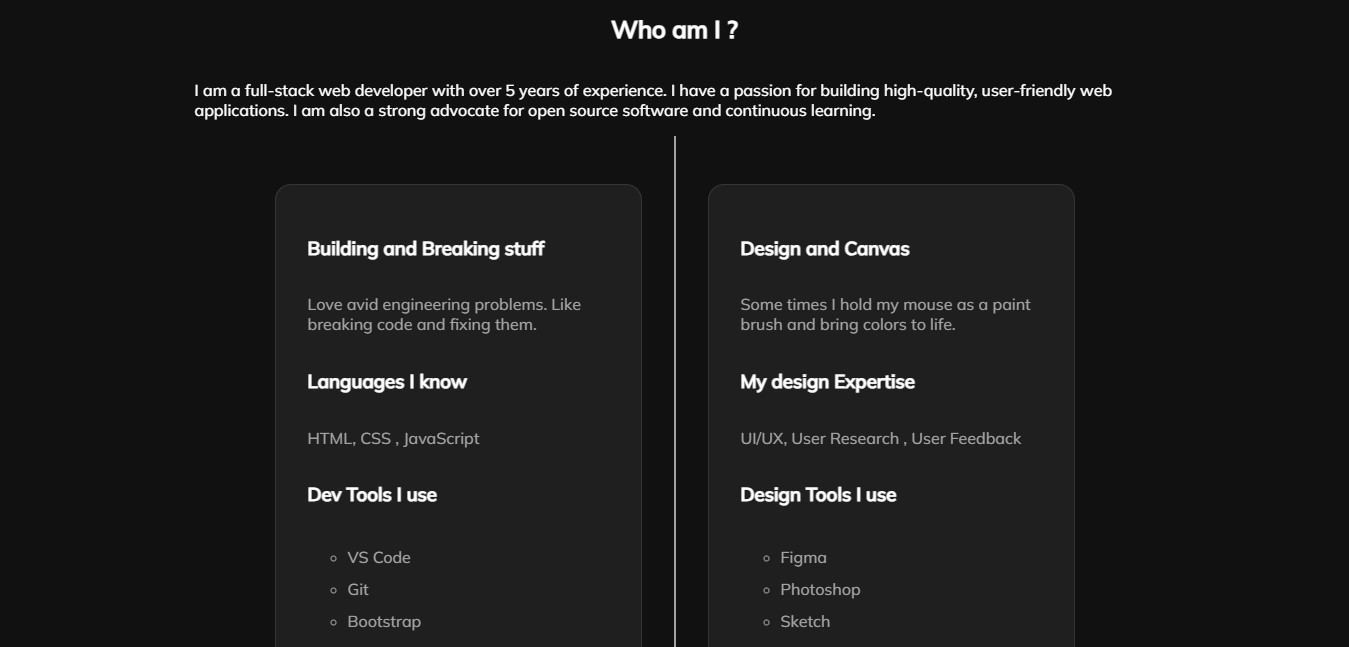 Who am I ?
I am a full-stack web developer with over 5 years of experience. I have a passion for building high-quality, user-friendly web
applications. I am also a strong advocate for open source software and continuous learning.
Building and Breaking stuff
Love avid engineering problems. Like
breaking code and fixing them.
Languages I know
HTML, CSS , JavaScript
Dev Tools I use
VS Code
Git
Bootstrap
Design and Canvas
Some times I hold my mouse as a paint
brush and bring colors to life.
My design Expertise
UI/UX, User Research , User Feedback
Design Tools I use
Figma
Photoshop
Sketch